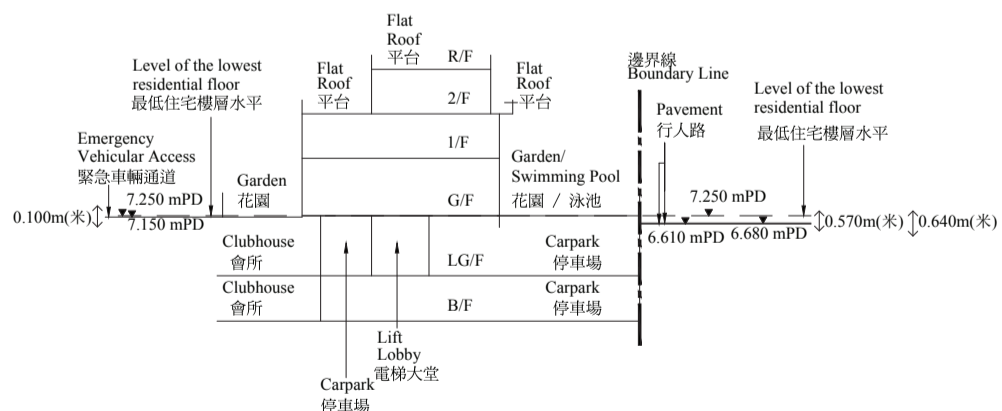 Flat
Roof
平台
R/F
Level of the lowest
residential floor
最低住宅樓層水平
Flat
Roof
平台
2/F
Flat
Roof
平台
邊界線
Boundary Line
Pavement
行人路
Level of the lowest
residential floor
最低住宅樓層水平
Emergency
Vehicular Access
緊急車輛通道
1/F
Garden
花園
Garden/
Swimming Pool
花園 / 泳池
G/F
7.250 mPD
7.150 mPD
0.100m(米)
7.250 mPD
6.610 mPD
6.680 mPD
0.570m(米)
0.640m(米)
Clubhouse
會所
LG/F
Carpark
停車場
Clubhouse
會所
B/F
Carpark
停車場
Lift
Lobby
電梯大堂
Carpark
停車場